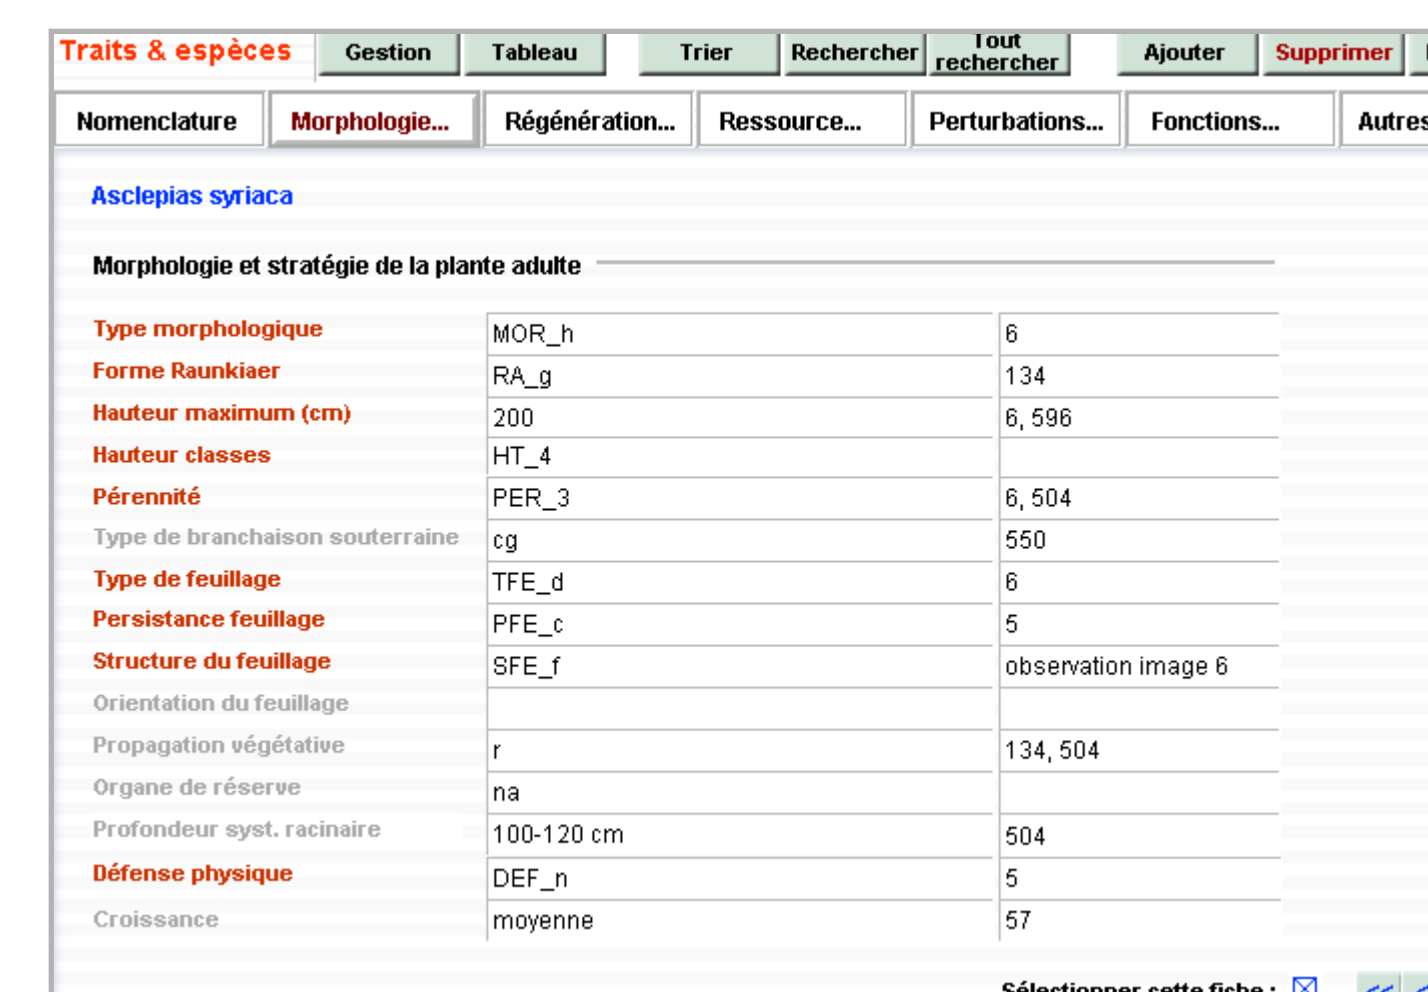 Traits & espèces Gestion Tableau Trier Rechercher Tout rechercher Ajouter Supprimer
Nomenclature Morphologie... Régénération... Ressource... Perturbations... Fonctions... Autres
Asclepias syriaca
Morphologie et stratégie de la plante adulte
Type morphologique MOR_h 6
Forme Raunkiaer RA_g 134
Hauteur maximum (cm) 200 6, 596
Hauteur classes HT_4
Pérennité PER_3 6, 504
Type de branchaison souterraine cg 550
Type de feuillage TFE_d 6
Persistance feuillage PFE_c 5
Structure du feuillage SFE_f observation image 6
Orientation du feuillage
Propagation végétative r 134, 504
Organe de réserve na
Profondeur syst. racinaire 100-120 cm 504
Défense physique DEF_n 5
Croissance moyenne 57
Sélectionner cette fiche : <<